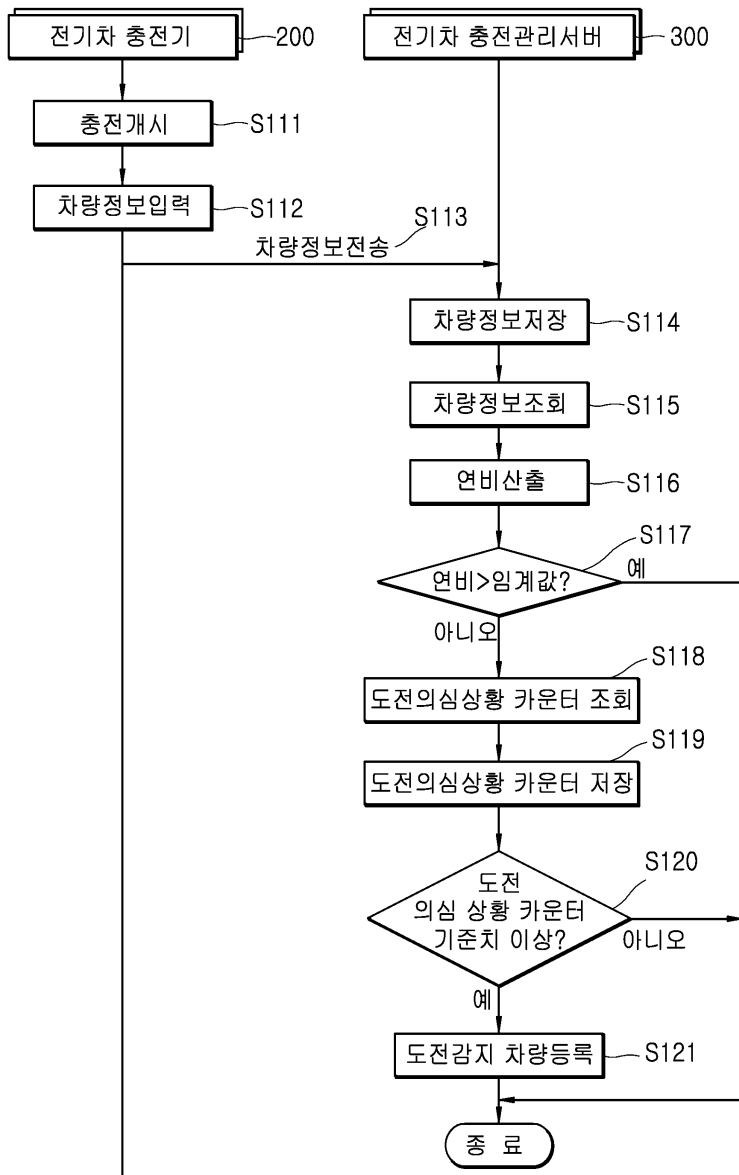 전기차 충전기
200
전기차 충전관리서버
300
충전개시
S111
차량정보입력
S112
S113
차량정보전송
차량정보저장
S114
차량정보조회
S115
연비산출
S116
S117
연비>임계값?
예
아니오
S118
도전의심상황 카운터 조회
S119
도전의심상황 카운터 저장
S120
도전
의심 상황 카운터
기준치 이상?
아니오
예
도전감지 차량등록
S121
종 료